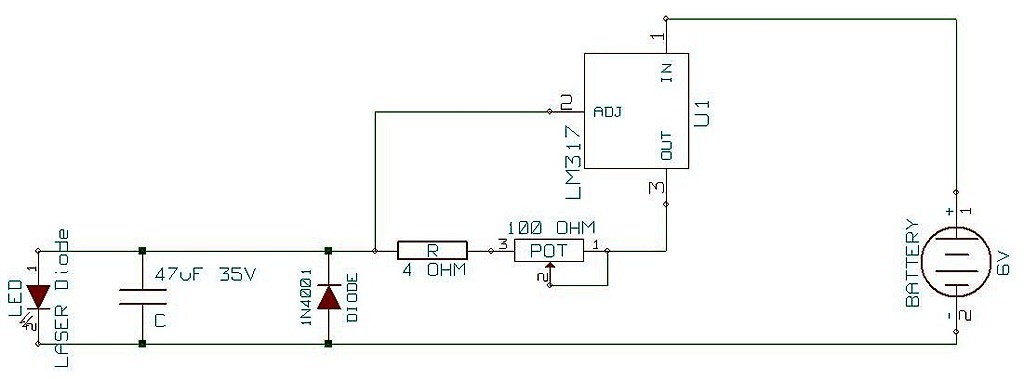 1
IN
2
ADJ
U1
LM317
OUT
3
100 OHM
3
POT
1
2
R
4 OHM
1
LED
2
LASER Diode
47uF 35V
C
1N4001
DIODE
BATTERY
+
1
6V
-
2